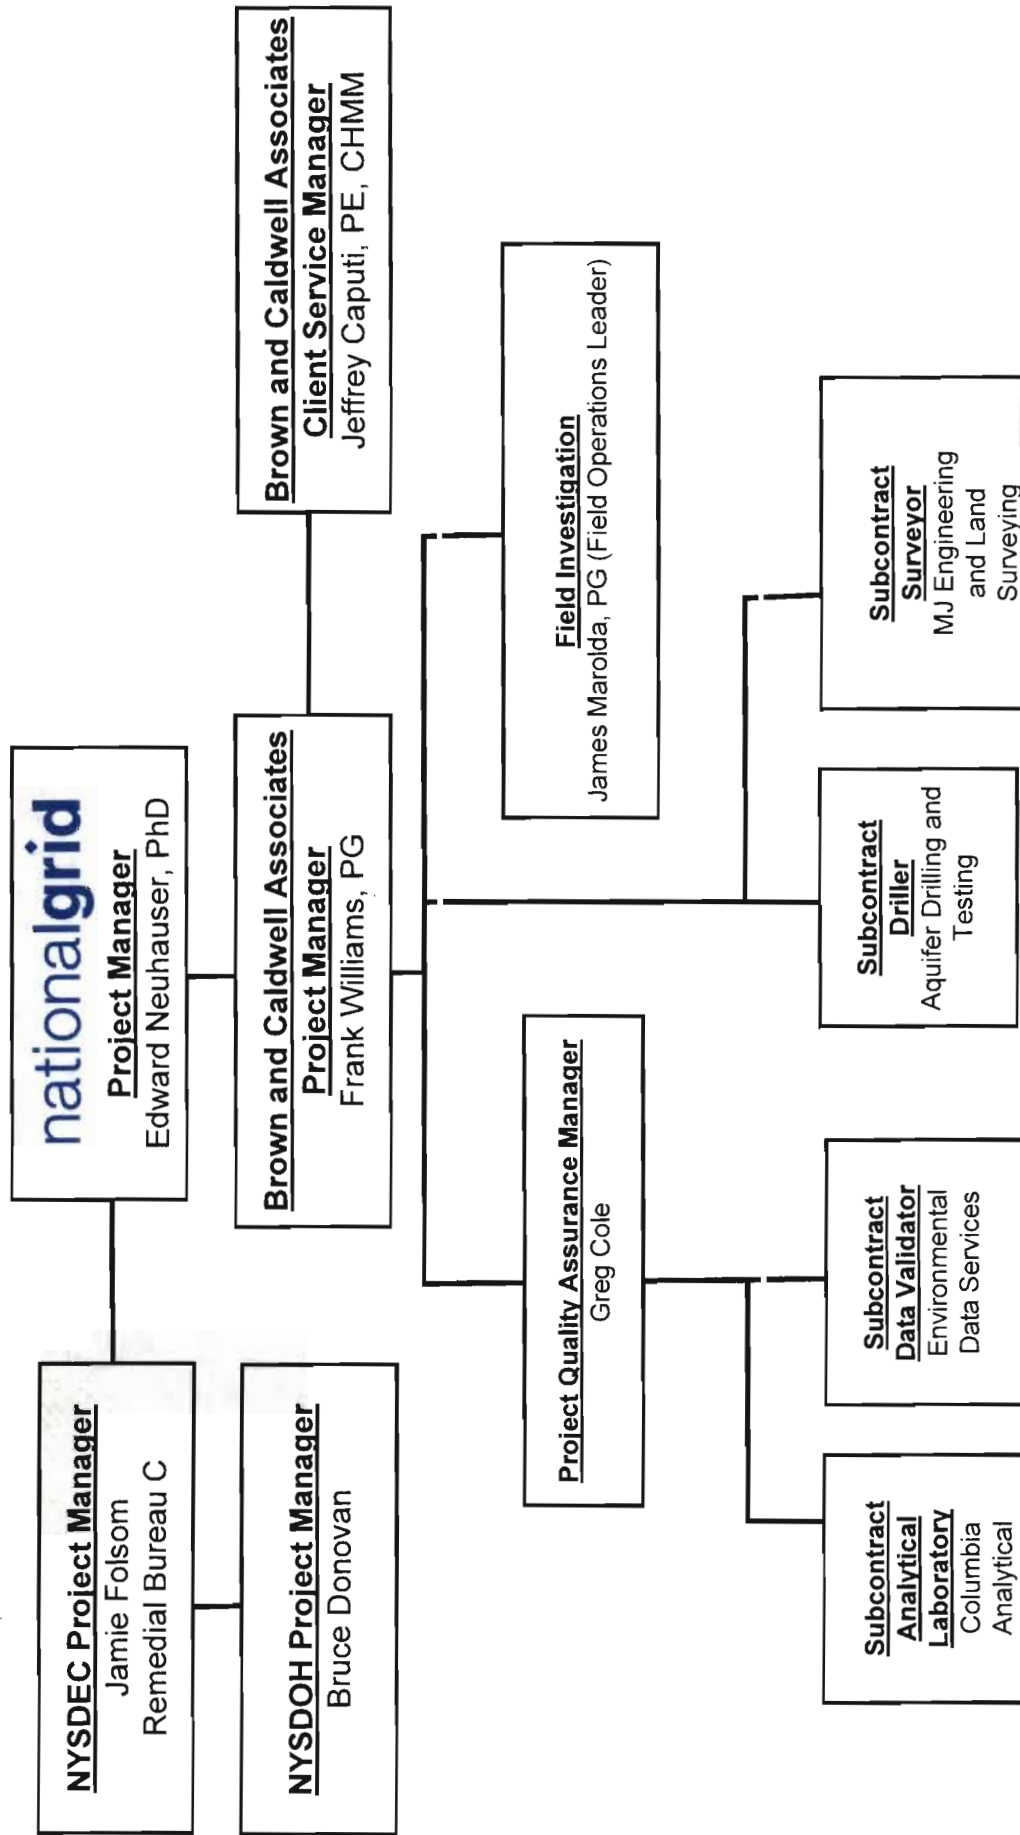 nationalgrid
Project Manager
Edward Neuhauser, PhD
NYSDEC Project Manager
Jamie Folsom
Remedial Bureau C
NYSDOH Project Manager
Bruce Donovan
Brown and Caldwell Associates
Project Manager
Frank Williams, PG
Brown and Caldwell Associates
Client Service Manager
Jeffrey Caputi, PE, CHMM
Project Quality Assurance Manager
Greg Cole
Field Investigation
James Marolda, PG (Field Operations Leader)
Subcontract
Analytical
Laboratory
Columbia
Analytical
Subcontract
Data Validator
Environmental
Data Services
Subcontract
Driller
Aquifer Drilling and
Testing
Subcontract
Surveyor
MJ Engineering
and Land
Surveying